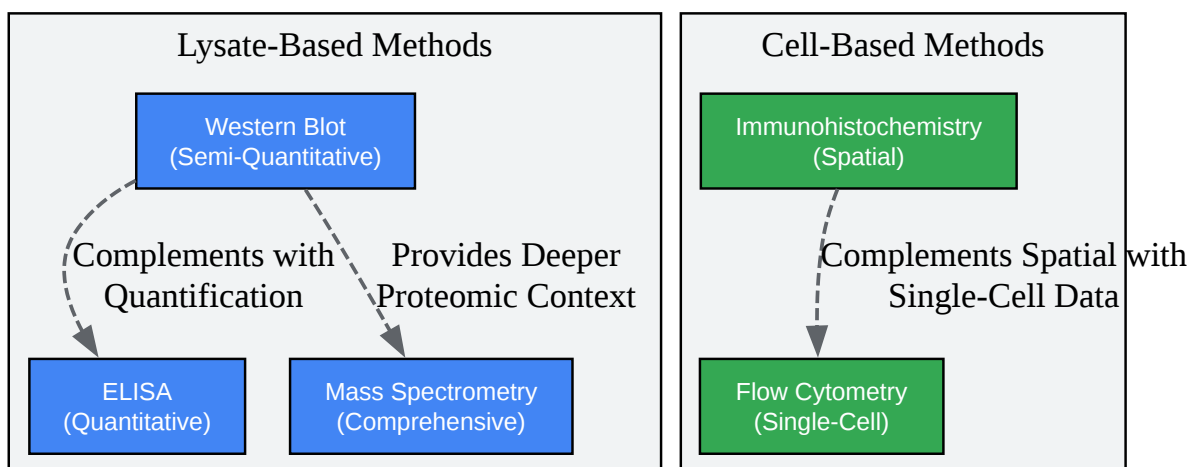 Lysate-Based Methods
Western Blot
(Semi-Quantitative)
Complements with
Quantification
Provides Deeper
Proteomic Context
ELISA
(Quantitative)
Mass Spectrometry
(Comprehensive)
Cell-Based Methods
Immunohistochemistry
(Spatial)
Complements Spatial with
Single-Cell Data
Flow Cytometry
(Single-Cell)